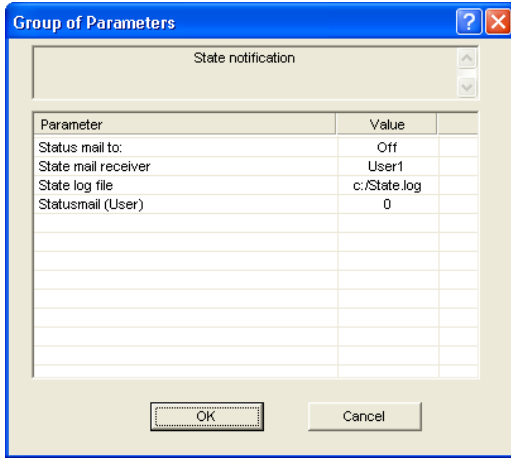 Group of Parameters
State notification
Parameter Value
Status mail to: Off
State mail receiver User1
State log file c:/State.log
Statusmail (User) 0
OK Cancel